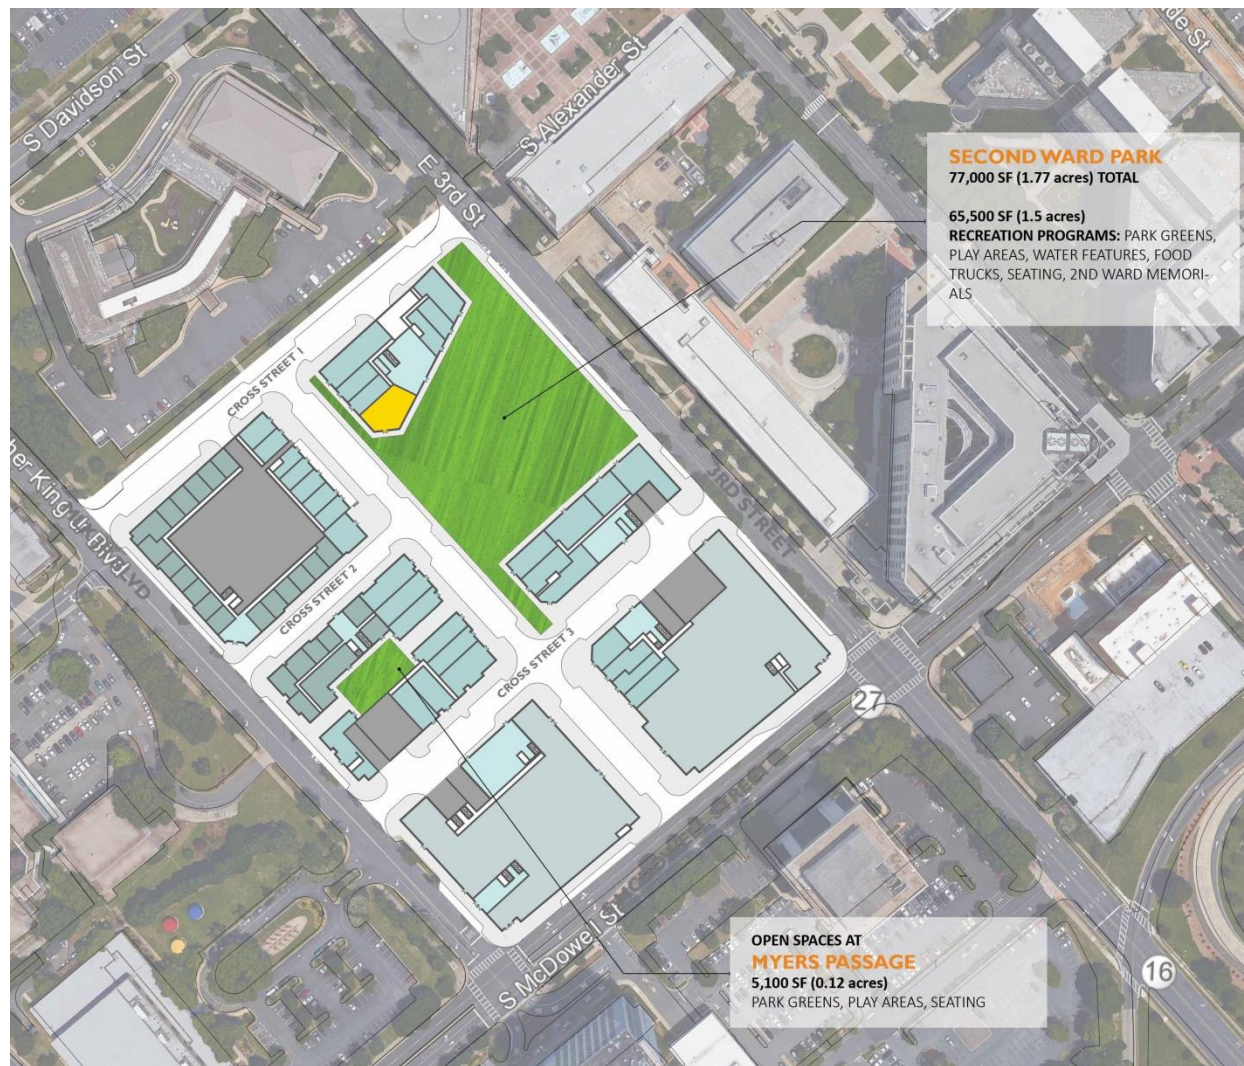 S Davidson St
S Alexander St
E 3rd St
SECOND WARD PARK
77,000 SF (1.77 acres) TOTAL
65,500 SF (1.5 acres)
RECREATION PROGRAMS: PARK GREENS,
PLAY AREAS, WATER FEATURES, FOOD
TRUCKS, SEATING, 2ND WARD MEMORI-
ALS
CROSS STREET 1
3RD STREET
CROSS STREET 2
CROSS STREET 3
27
S McDowell St
OPEN SPACES AT
MYERS PASSAGE
5,100 SF (0.12 acres)
PARK GREENS, PLAY AREAS, SEATING
16